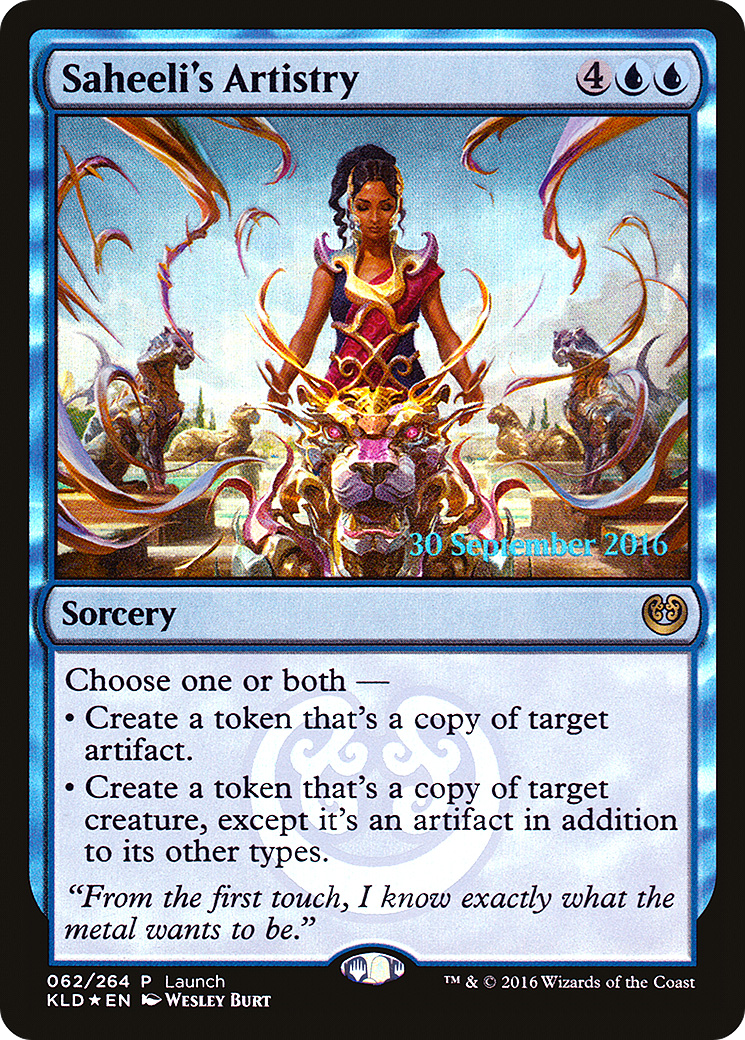 Saheeli's Artistry 4
30 September 2016
Sorcery
Choose one or both —
• Create a token that's a copy of target
artifact.
• Create a token that's a copy of target
creature, except it's an artifact in addition
to its other types.
“From the first touch, I know exactly what the
metal wants to be.”
062/264 P Launch
KLD★EN Wesley Burt
™ & © 2016 Wizards of the Coast